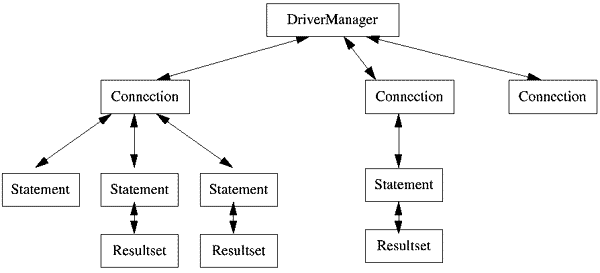 DriverManager
Connection
Connection
Connection
Statement
Statement
Statement
Statement
Resultset
Resultset
Resultset